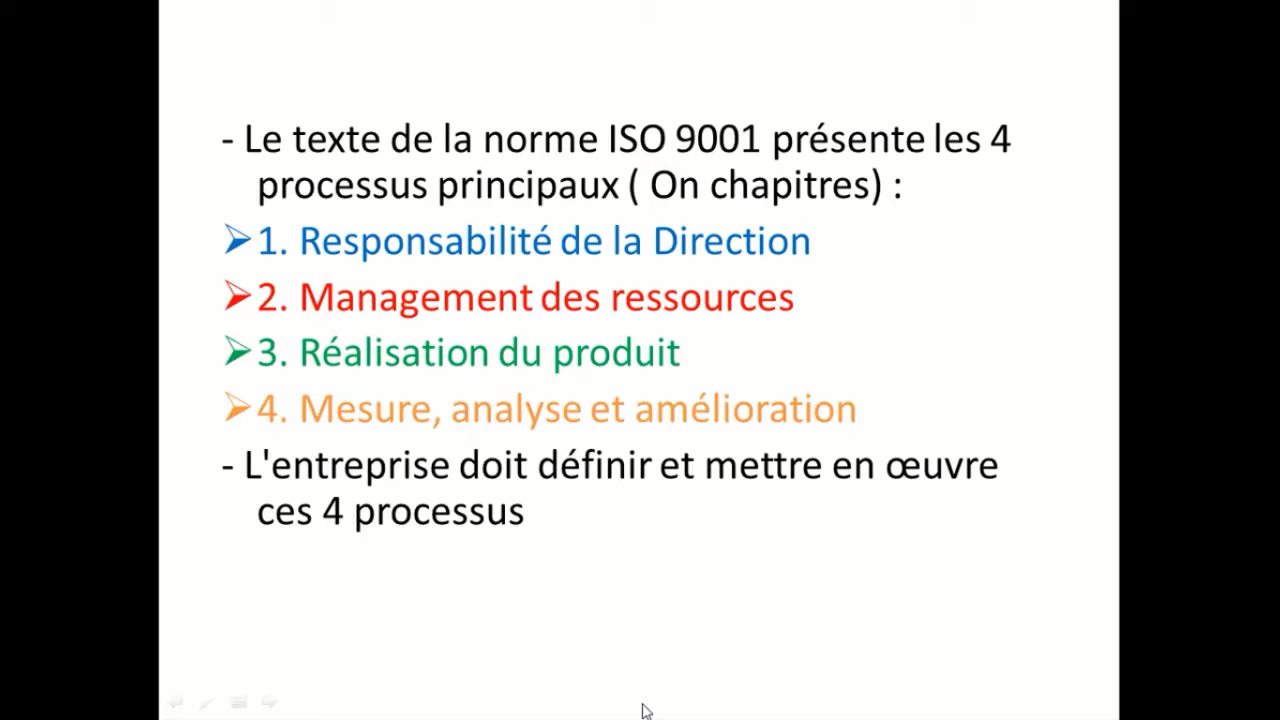 - Le texte de la norme ISO 9001 présente les 4
processus principaux ( On chapitres) :
1. Responsabilité de la Direction
2. Management des ressources
3. Réalisation du produit
4. Mesure, analyse et amélioration
- L'entreprise doit définir et mettre en œuvre
ces 4 processus